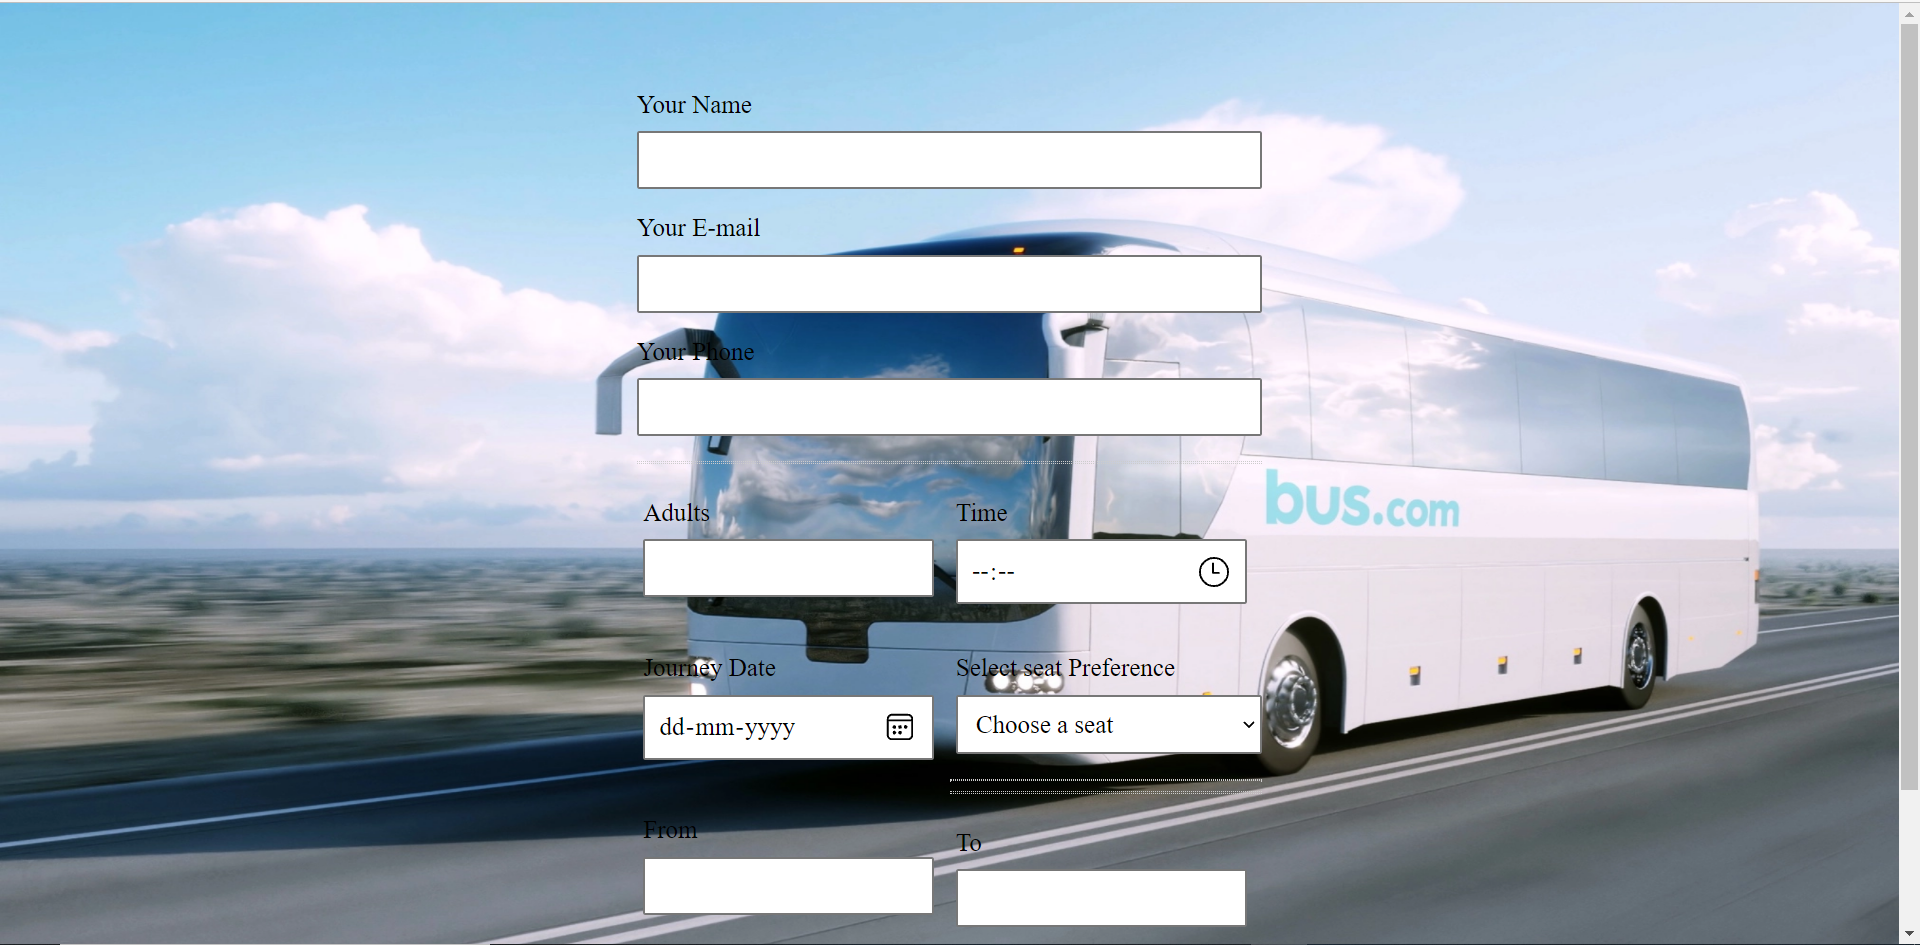 Your Name
Your E-mail
Your Phone
bus.com
Adults
Time
--:--
Journey Date
Select seat Preference
dd-mm-yyyy
Choose a seat
From
To